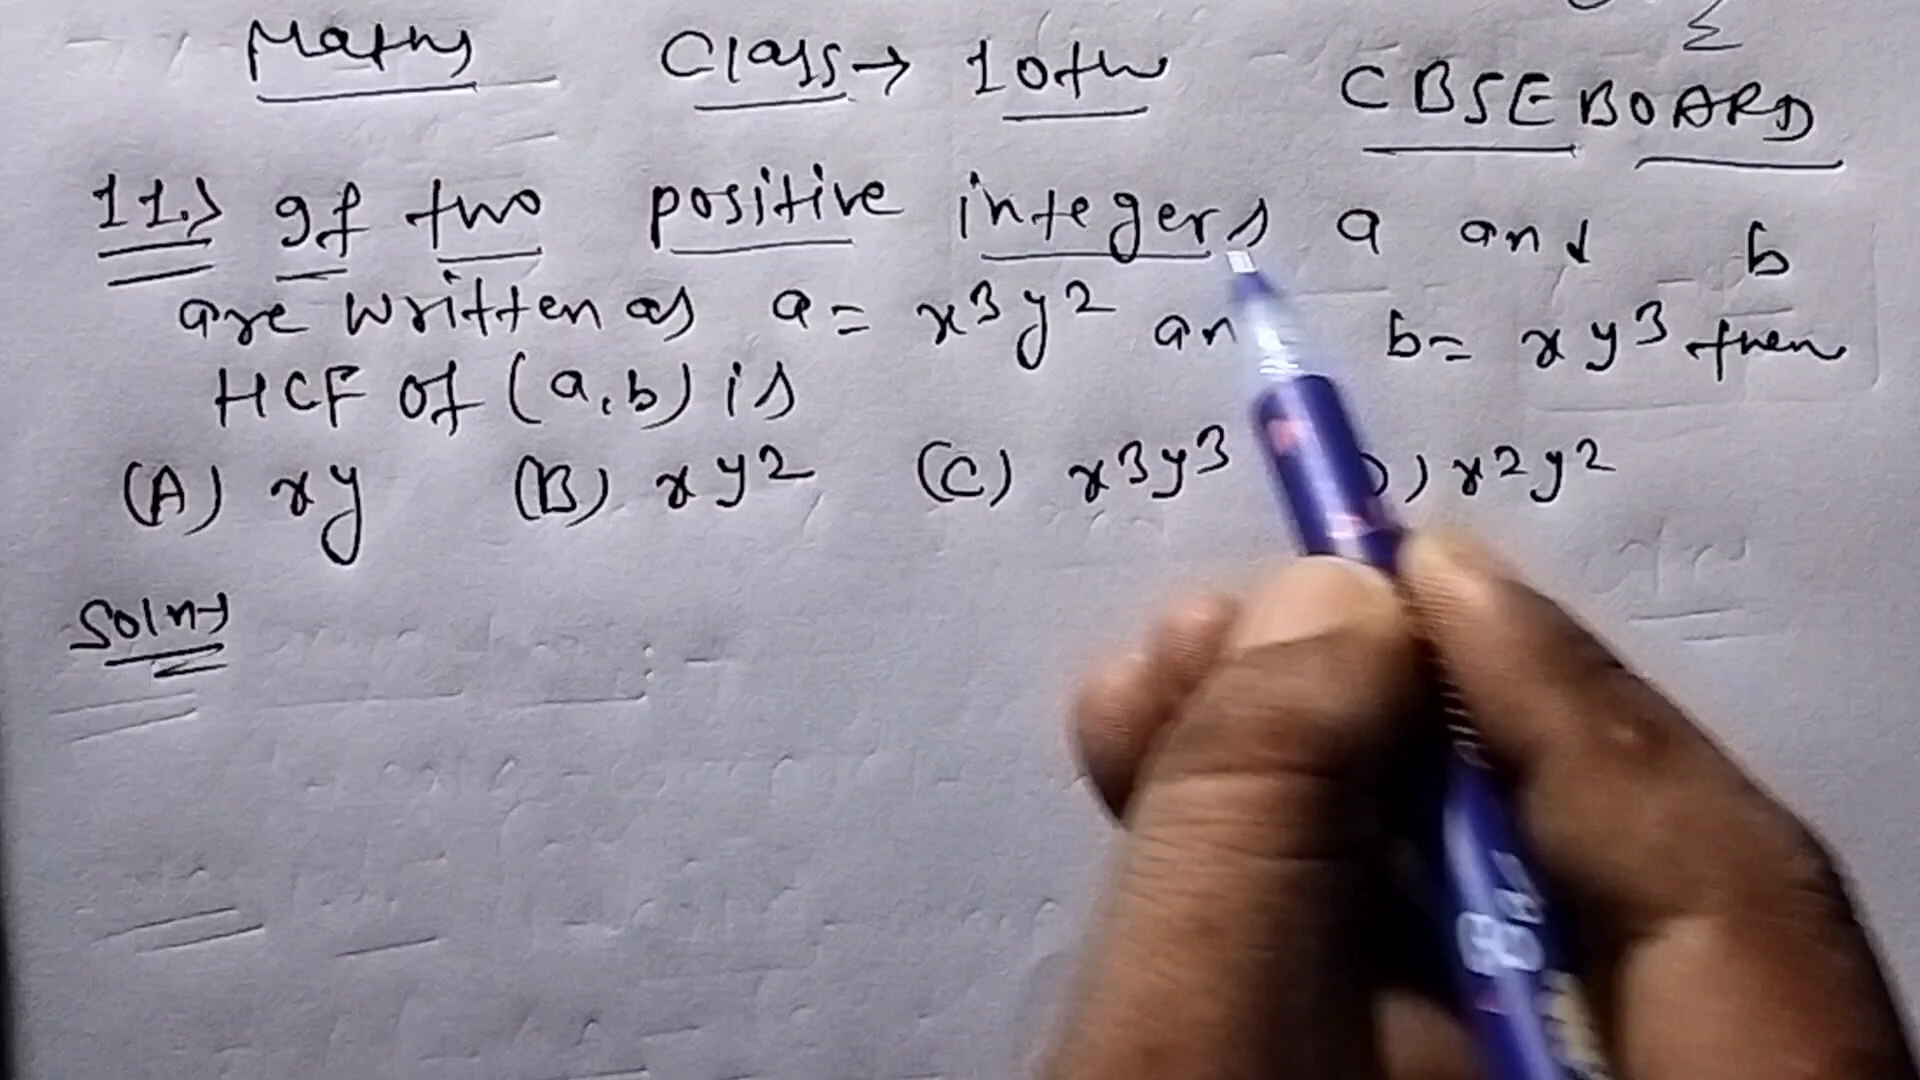 Maths Class → 10th CBSE BOARD
11.) If two positive integers a and b
are written as a = x³y² an b = xy³ then
HCF of (a,b) is
(A) xy (B) xy² (C) x³y³ ) x²y²
Soln→